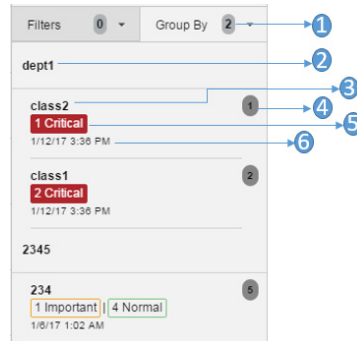 Filters 0 Group By 2 1
dept1 2
class2 1 3
4
1 Critical 5
1/12/17 3:36 PM 6
class1 2
2 Critical
1/12/17 3:36 PM
2345
234 5
1 Important | 4 Normal
1/6/17 1:02 AM